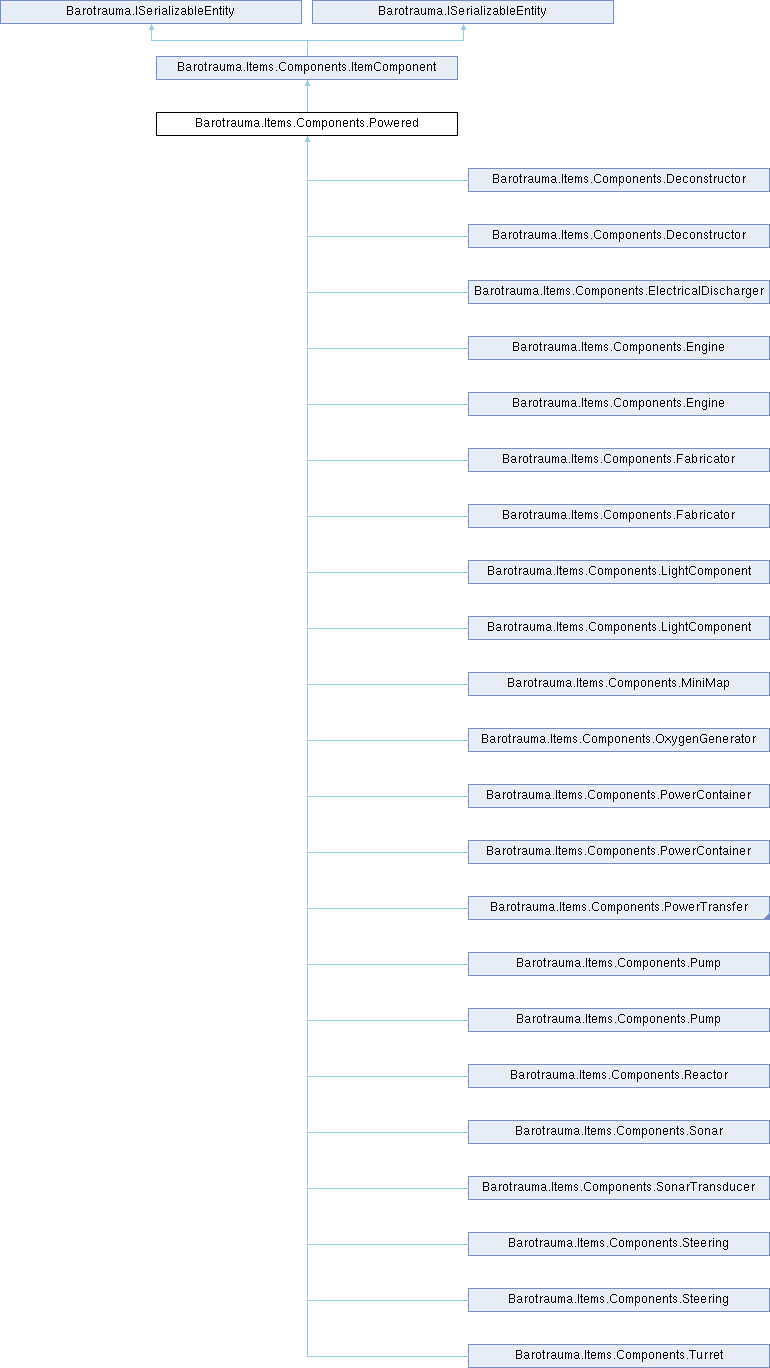 Barotrauma.ISerializableEntity
Barotrauma.ISerializableEntity
Barotrauma.Items.Components.ItemComponent
Barotrauma.Items.Components.Powered
Barotrauma.Items.Components.Deconstructor
Barotrauma.Items.Components.Deconstructor
Barotrauma.Items.Components.ElectricalDischarger
Barotrauma.Items.Components.Engine
Barotrauma.Items.Components.Engine
Barotrauma.Items.Components.Fabricator
Barotrauma.Items.Components.Fabricator
Barotrauma.Items.Components.LightComponent
Barotrauma.Items.Components.LightComponent
Barotrauma.Items.Components.MiniMap
Barotrauma.Items.Components.OxygenGenerator
Barotrauma.Items.Components.PowerContainer
Barotrauma.Items.Components.PowerContainer
Barotrauma.Items.Components.PowerTransfer
Barotrauma.Items.Components.Pump
Barotrauma.Items.Components.Pump
Barotrauma.Items.Components.Reactor
Barotrauma.Items.Components.Sonar
Barotrauma.Items.Components.SonarTransducer
Barotrauma.Items.Components.Steering
Barotrauma.Items.Components.Steering
Barotrauma.Items.Components.Turret